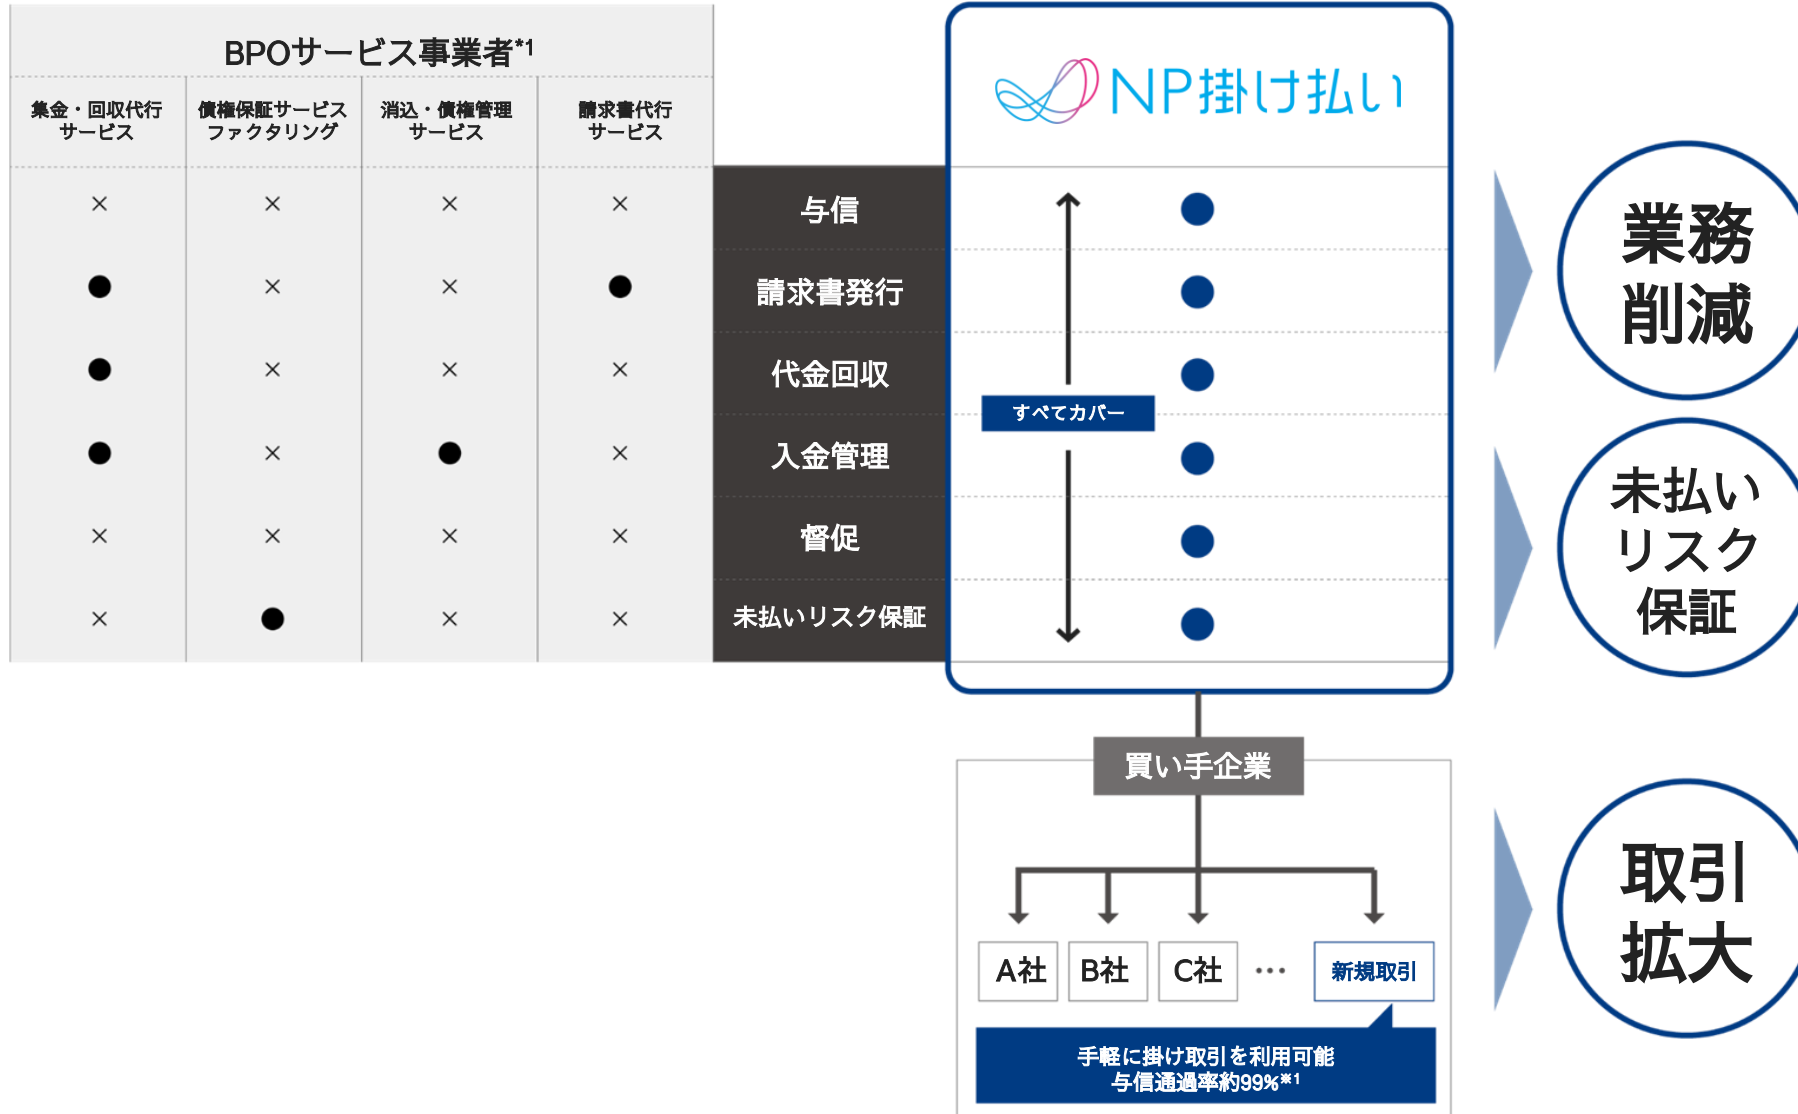 BPOサービス事業者*1
集金・回収代行
サービス
債権保証サービス
ファクタリング
消込・債権管理
サービス
請求書代行
サービス
NP掛け払い
× × × × 与信 ●
● × × ● 請求書発行 ●
● × × × 代金回収 ●
すべてカバー
● × ● × 入金管理 ●
× × × × 督促 ●
× ● × × 未払いリスク保証 ●
業務
削減
未払い
リスク
保証
買い手企業
A社 B社 C社 … 新規取引
手軽に掛け取引を利用可能
与信通過率約99%※1
取引
拡大